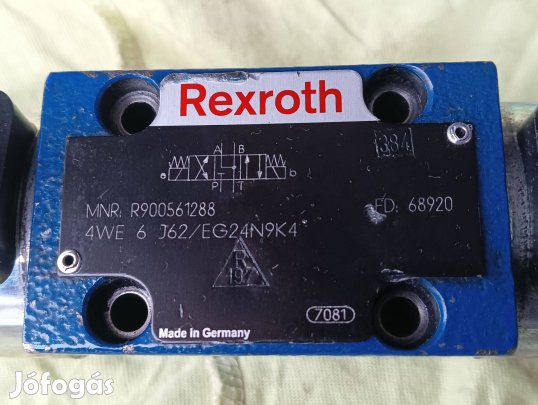 Rexroth
384
A B
a b
P T
MNR: R900561288 FD: 68920
4WE 6 J62/EG24N9K4
7081
Made in Germany
Jófogás